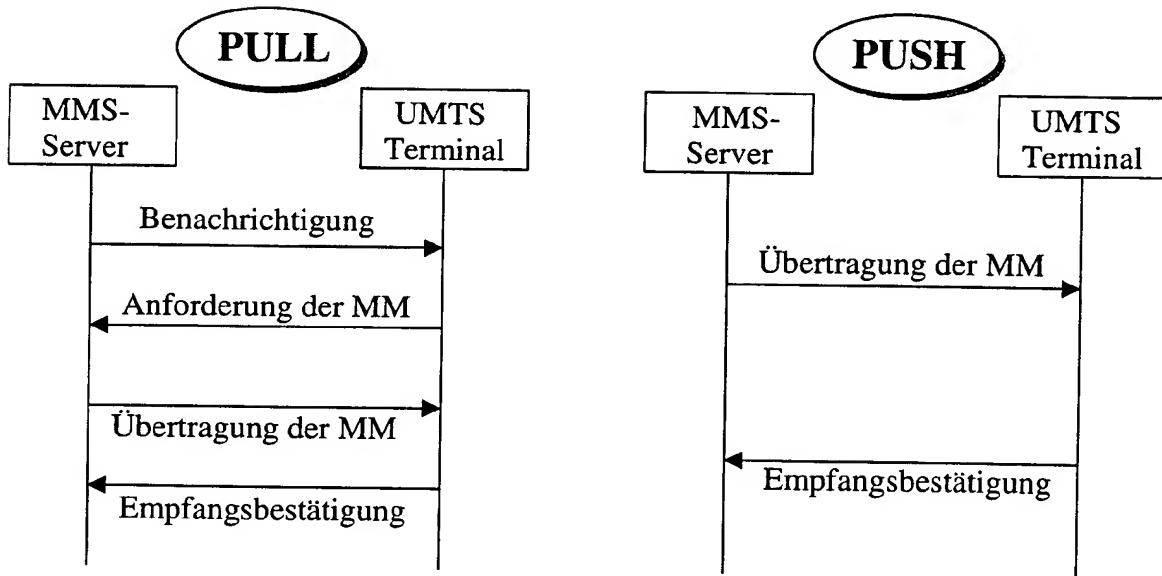 PULL
MMS-
Server
UMTS
Terminal
Benachrichtigung
Anforderung der MM
Übertragung der MM
Empfangsbestätigung
PUSH
MMS-
Server
UMTS
Terminal
Übertragung der MM
Empfangsbestätigung